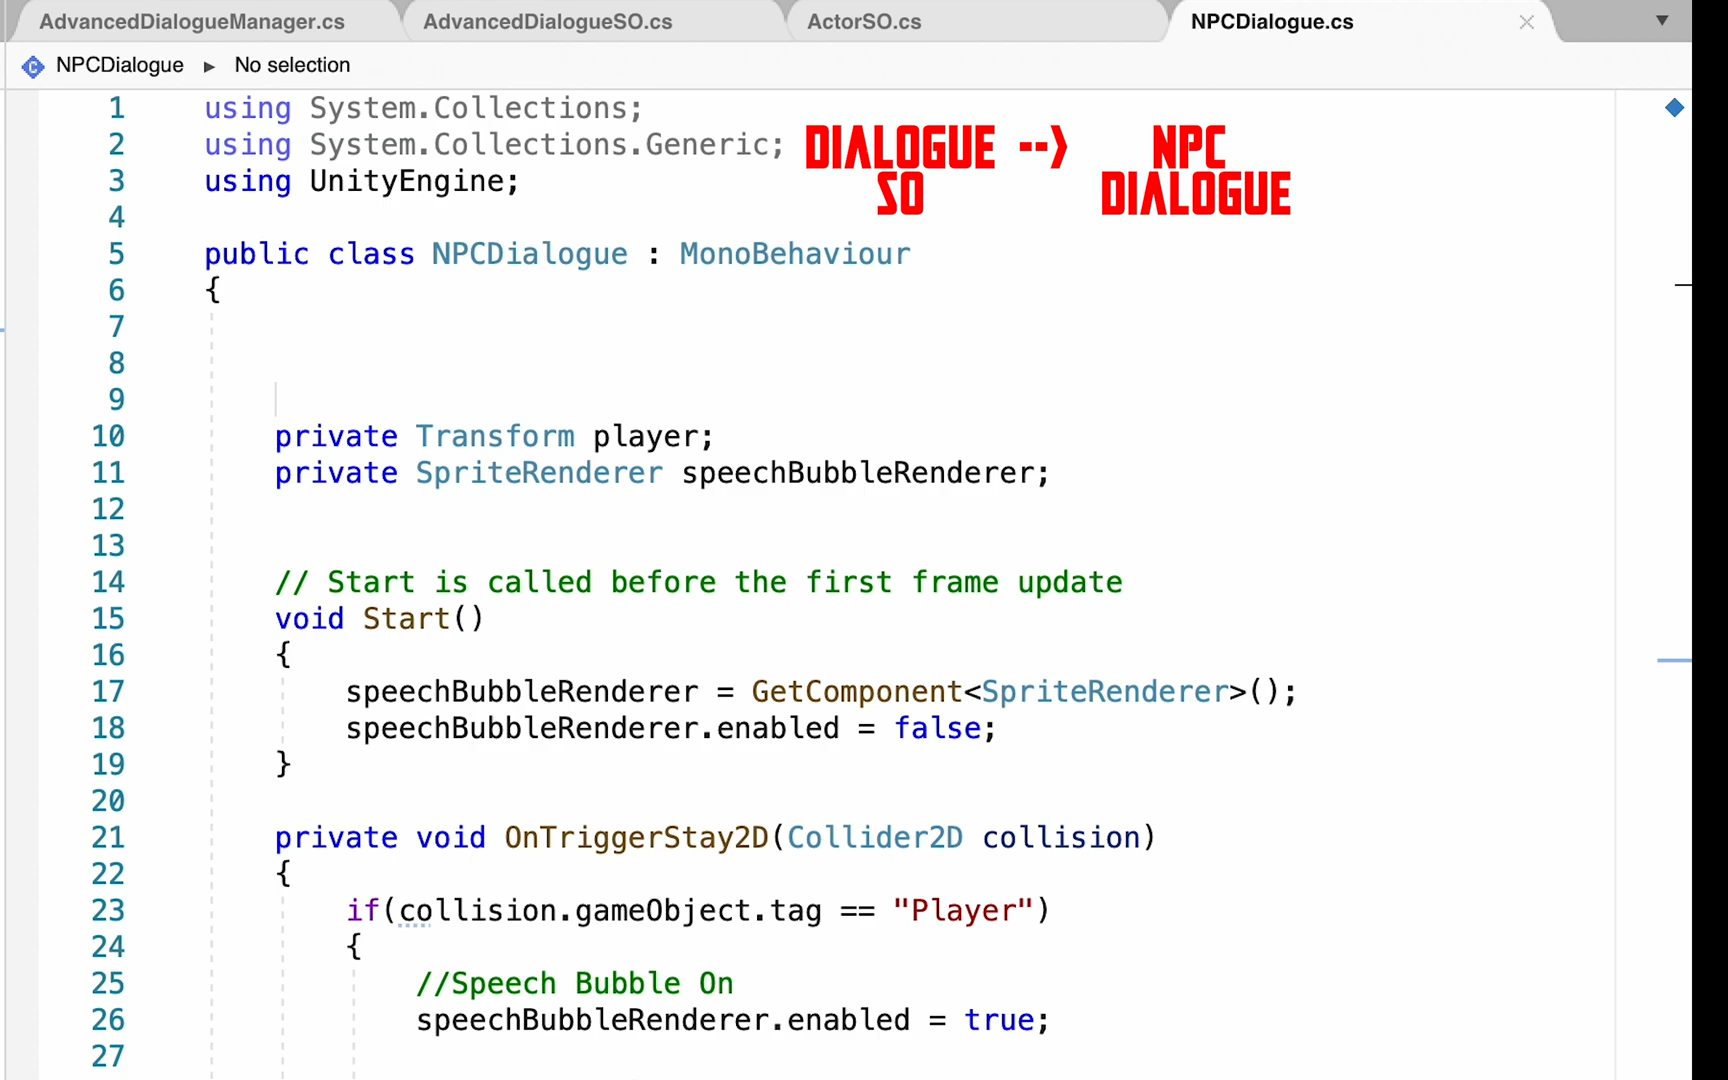 AdvancedDialogueManager.cs
AdvancedDialogueSO.cs
ActorSO.cs
NPCDialogue.cs
NPCDialogue ▸ No selection
1 using System.Collections;
2 using System.Collections.Generic;
3 using UnityEngine;
DIALOGUE --> NPC
SO DIALOGUE
4
5 public class NPCDialogue : MonoBehaviour
6 {
7
8
9
10 private Transform player;
11 private SpriteRenderer speechBubbleRenderer;
12
13
14 // Start is called before the first frame update
15 void Start()
16 {
17 speechBubbleRenderer = GetComponent<SpriteRenderer>();
18 speechBubbleRenderer.enabled = false;
19 }
20
21 private void OnTriggerStay2D(Collider2D collision)
22 {
23 if(collision.gameObject.tag == "Player")
24 {
25 //Speech Bubble On
26 speechBubbleRenderer.enabled = true;
27